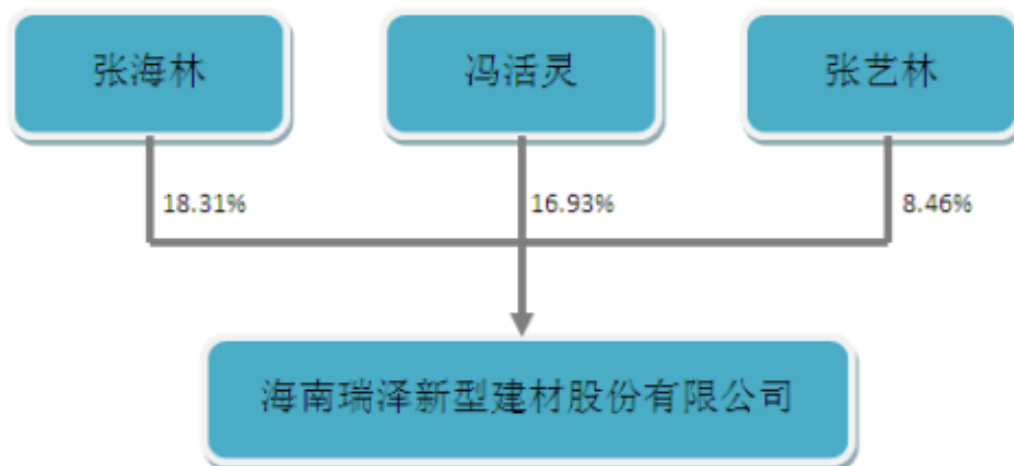 张海林
冯活灵
张艺林
18.31%
16.93%
8.46%
海南瑞泽新型建材股份有限公司